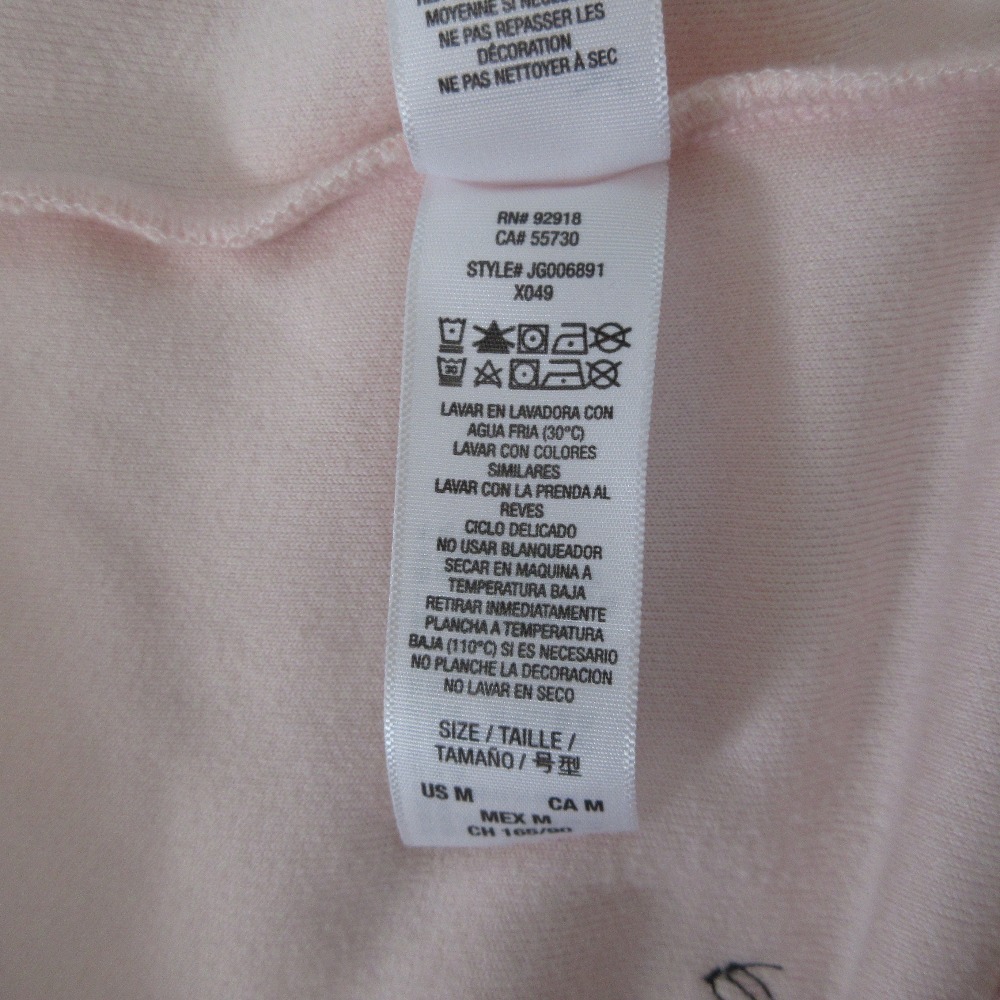 MOYENNE SI
NE PAS REPASSER LES
DÉCORATION
NE PAS NETTOYER À SEC
RN# 92918
CA# 55730
STYLE# JG006891
X049
30
LAVAR EN LAVADORA CON
AGUA FRIA (30°C)
LAVAR CON COLORES
SIMILARES
LAVAR CON LA PRENDA AL
REVES
CICLO DELICADO
NO USAR BLANQUEADOR
SECAR EN MAQUINA A
TEMPERATURA BAJA
RETIRAR INMEDIATAMENTE
PLANCHA A TEMPERATURA
BAJA (110°C) SI ES NECESARIO
NO PLANCHE LA DECORACION
NO LAVAR EN SECO
SIZE / TAILLE /
TAMAÑO / 号型
US M CA M
MEX M
CH